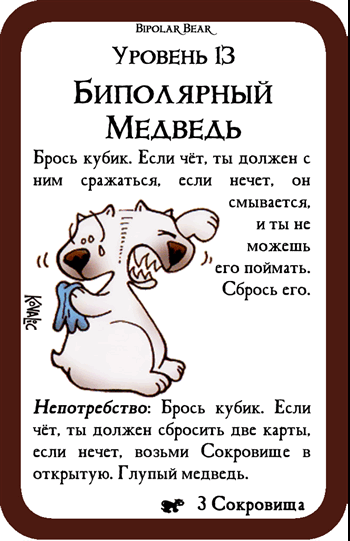 Bipolar Bear
Уровень 13
Биполярный
Медведь
Брось кубик. Если чёт, ты должен с
ним сражаться, если нечет, он
смывается,
и ты не
можешь
его поймать.
Сбрось его.
KOVALIC
Непотребство: Брось кубик. Если
чёт, ты должен сбросить две карты,
если нечет, возьми Сокровище в
открытую. Глупый медведь.
3 Сокровища